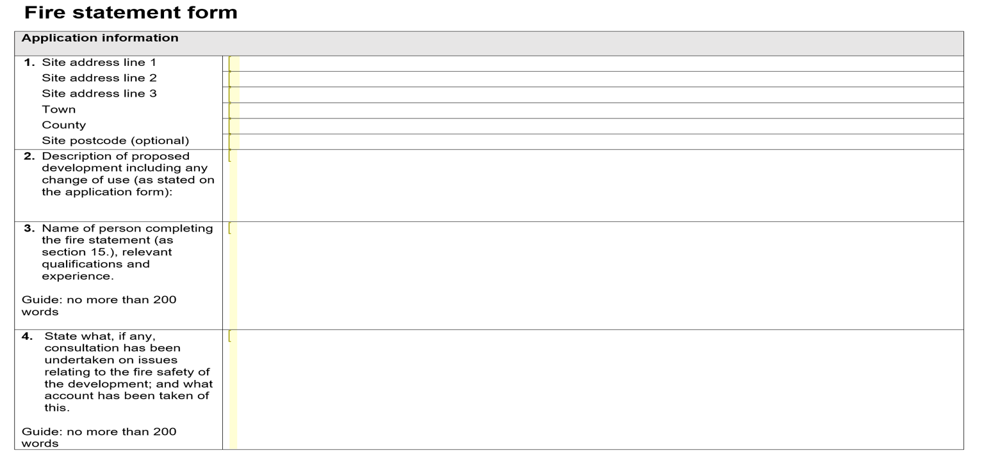 Fire statement form
Application information
1. Site address line 1
Site address line 2
Site address line 3
Town
County
Site postcode (optional)
2. Description of proposed
development including any
change of use (as stated on
the application form):
3. Name of person completing
the fire statement (as
section 15.), relevant
qualifications and
experience.
Guide: no more than 200
words
4. State what, if any,
consultation has been
undertaken on issues
relating to the fire safety of
the development; and what
account has been taken of
this.
Guide: no more than 200
words